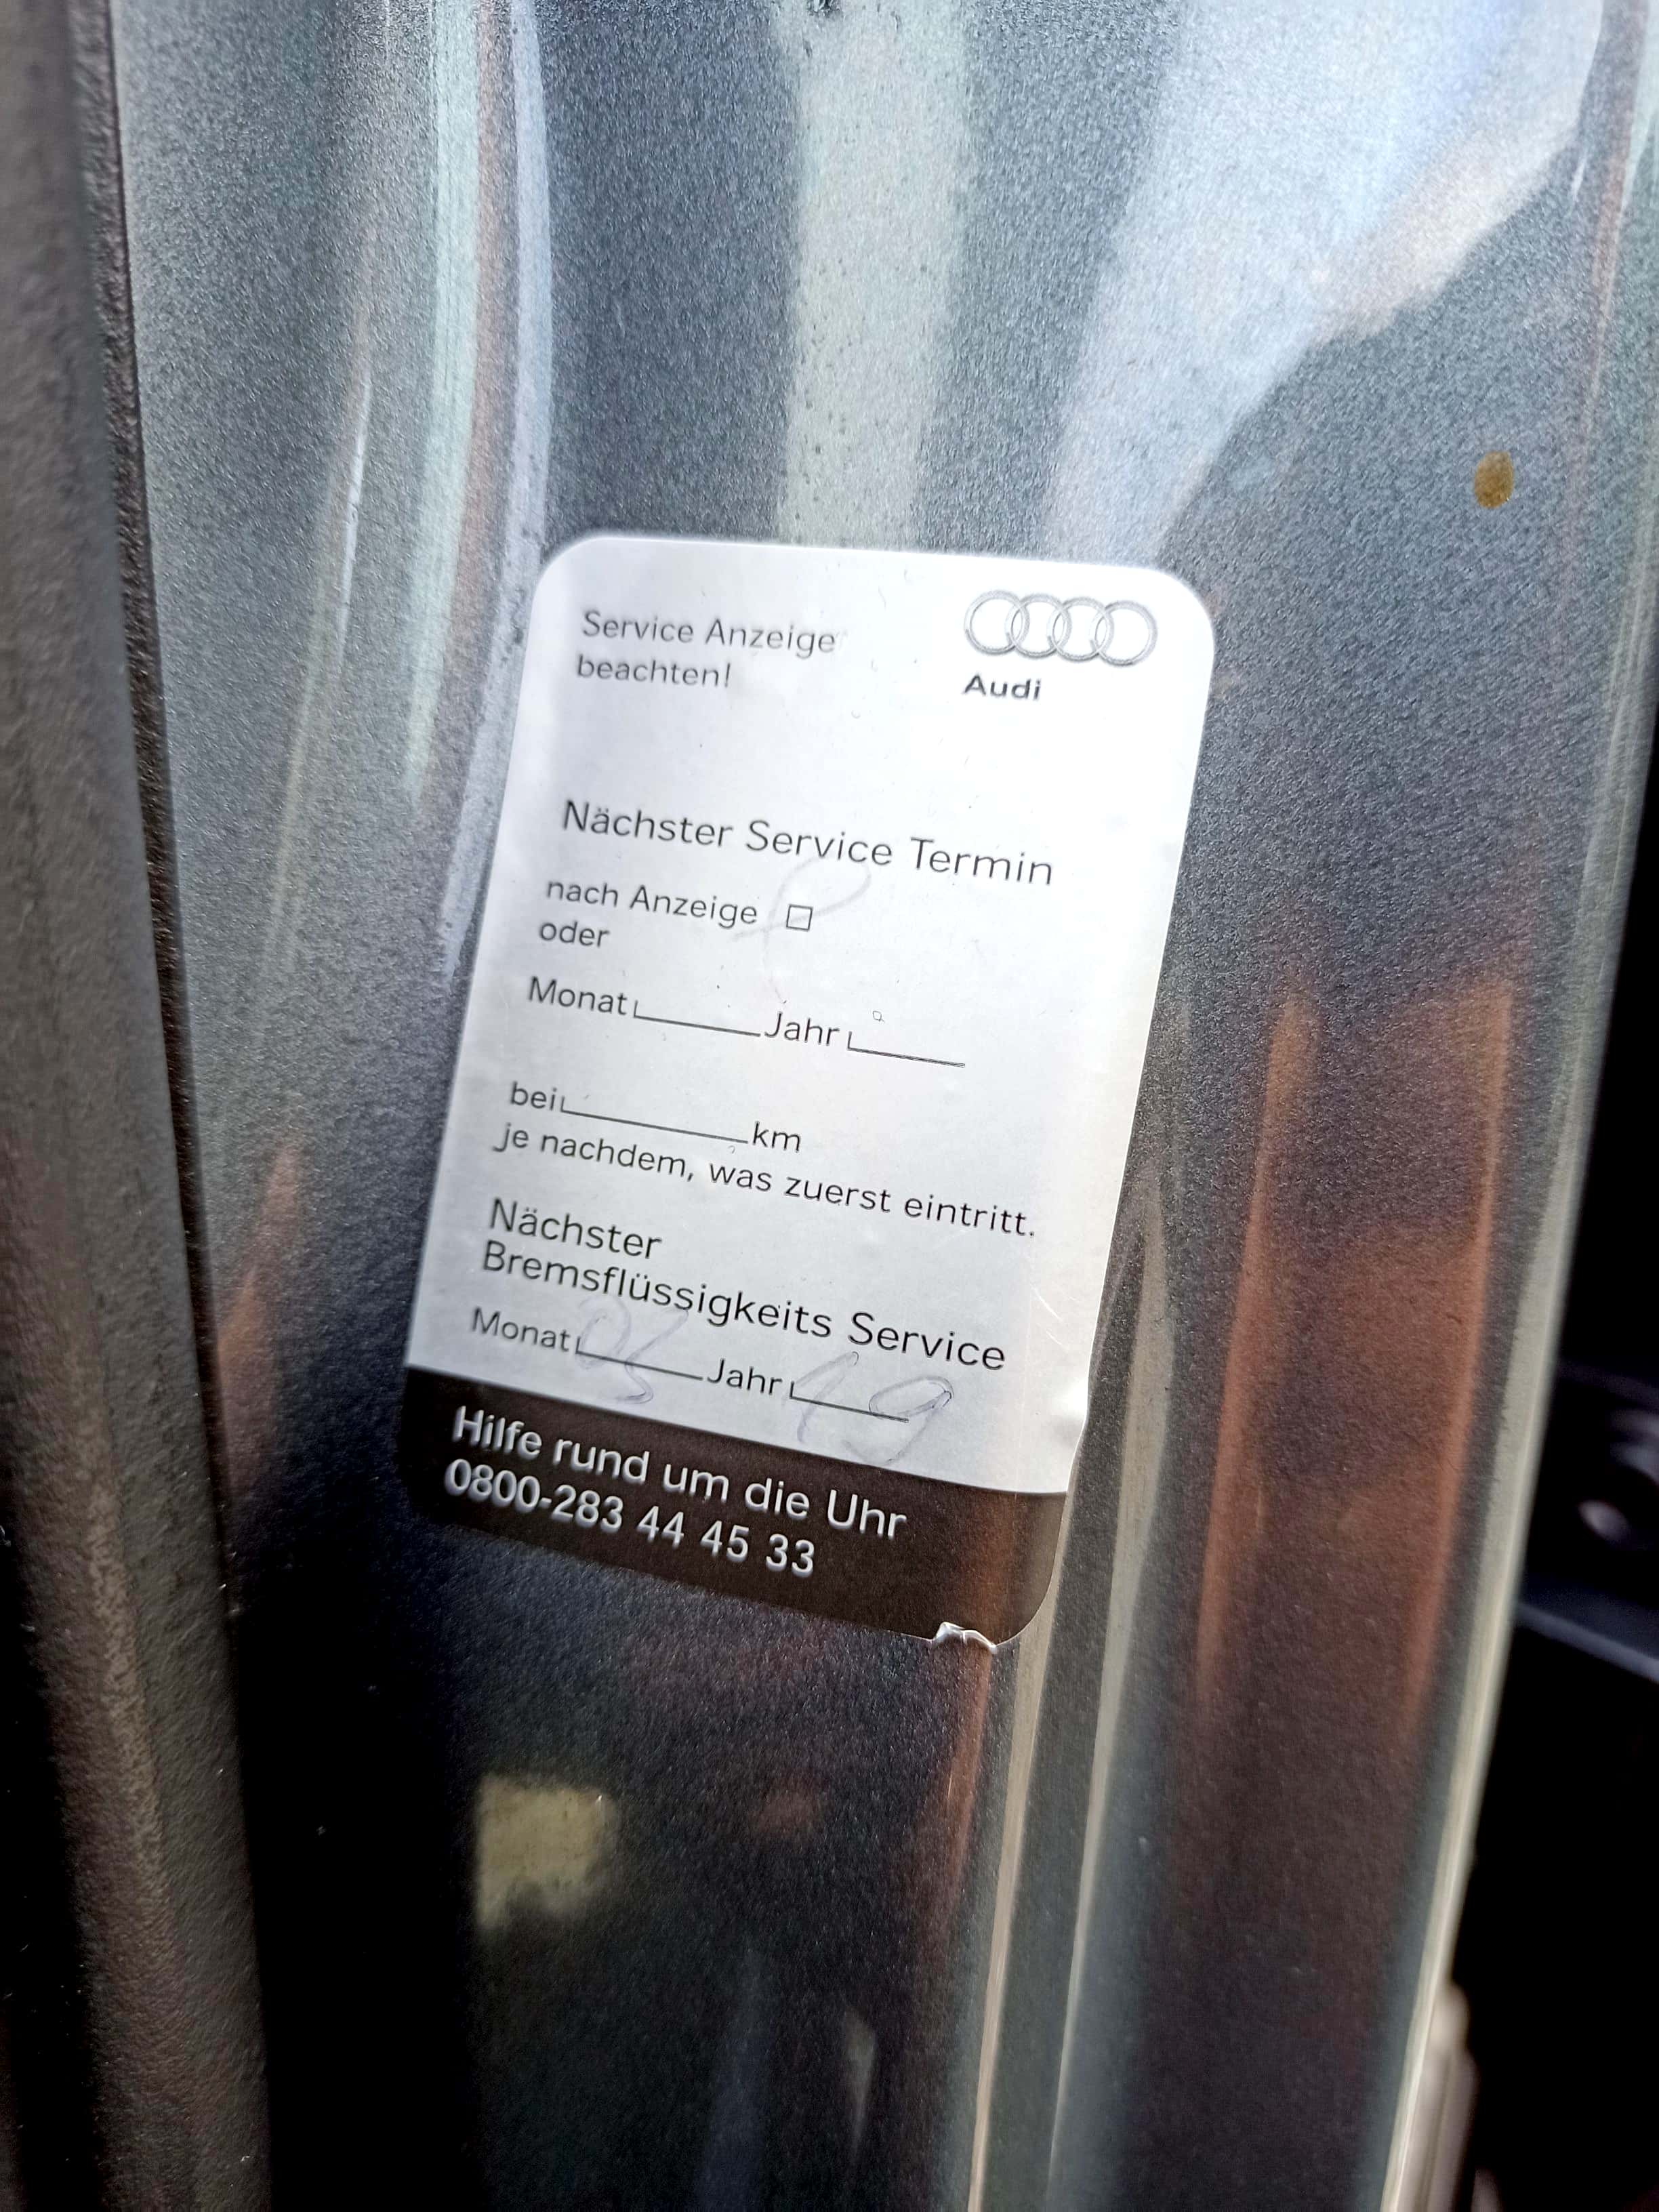 Service Anzeige
beachten!
Audi
Nächster Service Termin
nach Anzeige
oder
Monat Jahr
bei km
je nachdem, was zuerst eintritt.
Nächster
Bremsflüssigkeits Service
Monat 03 Jahr 19
Hilfe rund um die Uhr
0800-283 44 45 33